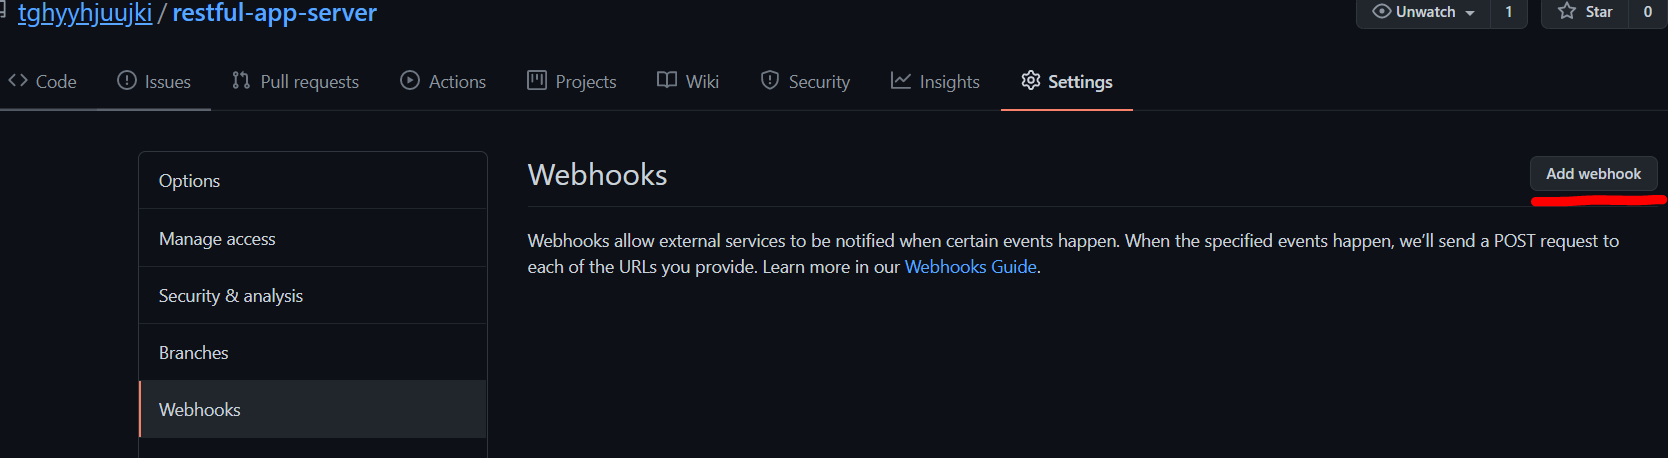 tghyyhjuujki / restful-app-server
Unwatch 1 Star 0
Code Issues Pull requests Actions Projects Wiki Security Insights Settings
Options
Manage access
Security & analysis
Branches
Webhooks
Webhooks
Add webhook
Webhooks allow external services to be notified when certain events happen. When the specified events happen, we’ll send a POST request to
each of the URLs you provide. Learn more in our Webhooks Guide.